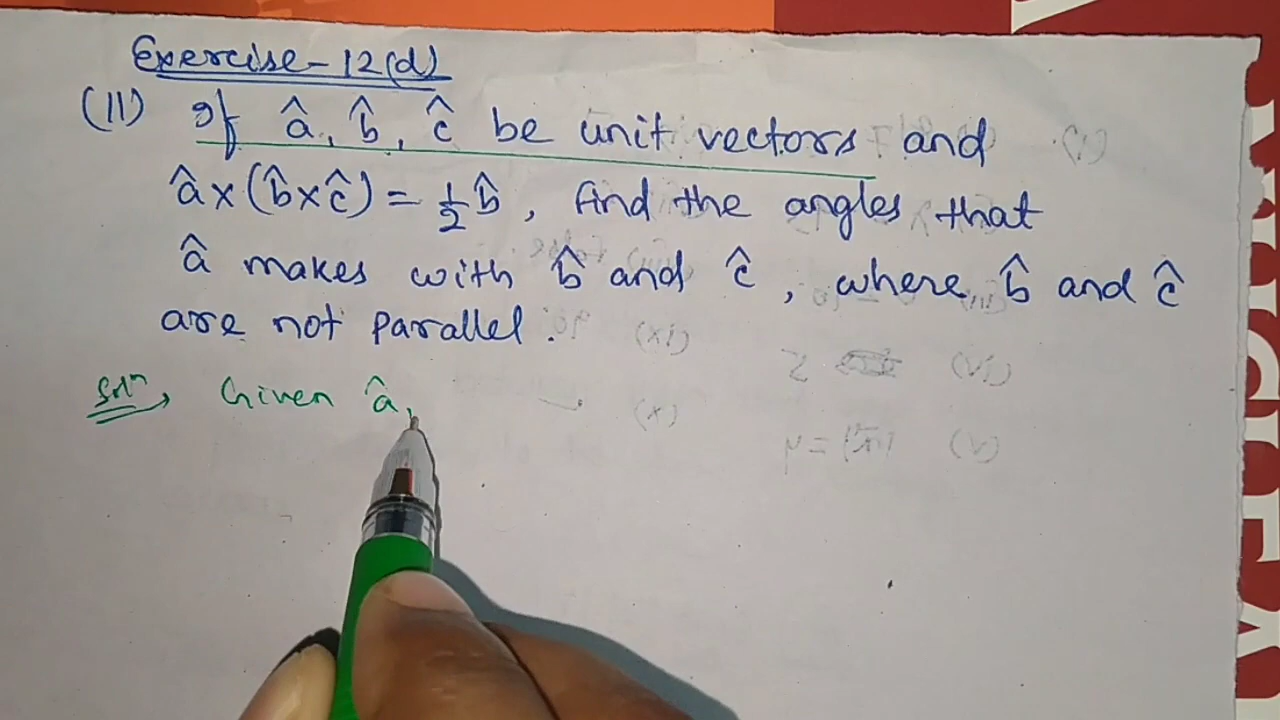 Exercise-12(d)
(11) If â, b̂, ĉ be unit vectors and
â×(b̂×ĉ) = 1/2 b̂, find the angles that
â makes with b̂ and ĉ, where b̂ and ĉ
are not parallel.
Solⁿ → Given â,